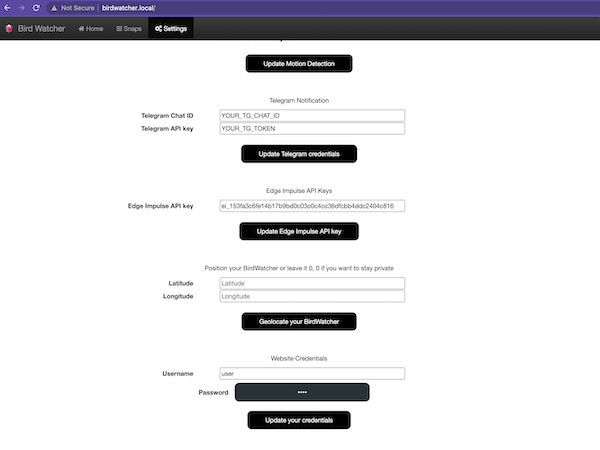 Not Secure | birdwatcher.local/
Bird Watcher Home Snaps Settings
Update Motion Detection
Telegram Notification
Telegram Chat ID YOUR_TG_CHAT_ID
Telegram API key YOUR_TG_TOKEN
Update Telegram credentials
Edge Impulse API Keys
Edge Impulse API key ei_153fa3c6fe14b17b9bd0c03c0c4cc36dfcbb4ddc2404c816
Update Edge Impulse API key
Position your BirdWatcher or leave it 0, 0 if you want to stay private
Latitude Latitude
Longitude Longitude
Geolocate your BirdWatcher
Website Credentials
Username user
Password ••••
Update your credentials